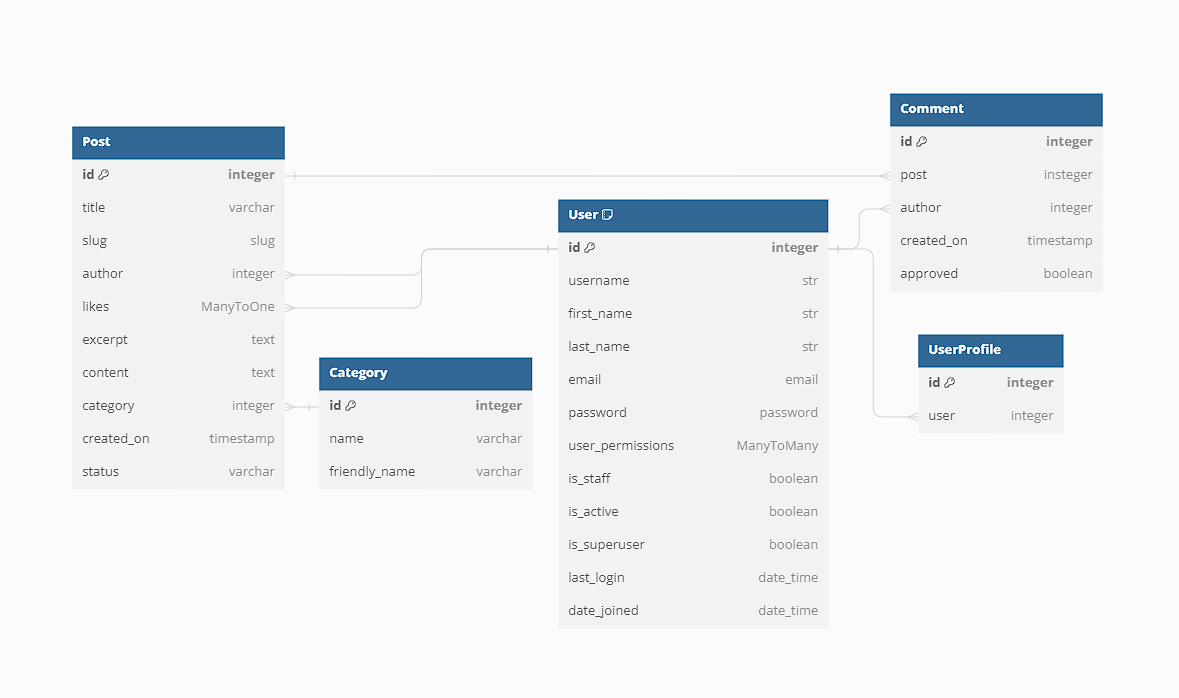 Post
id integer
title varchar
slug slug
author integer
likes ManyToOne
excerpt text
content text
category integer
created_on timestamp
status varchar
Category
id integer
name varchar
friendly_name varchar
User
id integer
username str
first_name str
last_name str
email email
password password
user_permissions ManyToMany
is_staff boolean
is_active boolean
is_superuser boolean
last_login date_time
date_joined date_time
Comment
id integer
post insteger
author integer
created_on timestamp
approved boolean
UserProfile
id integer
user integer